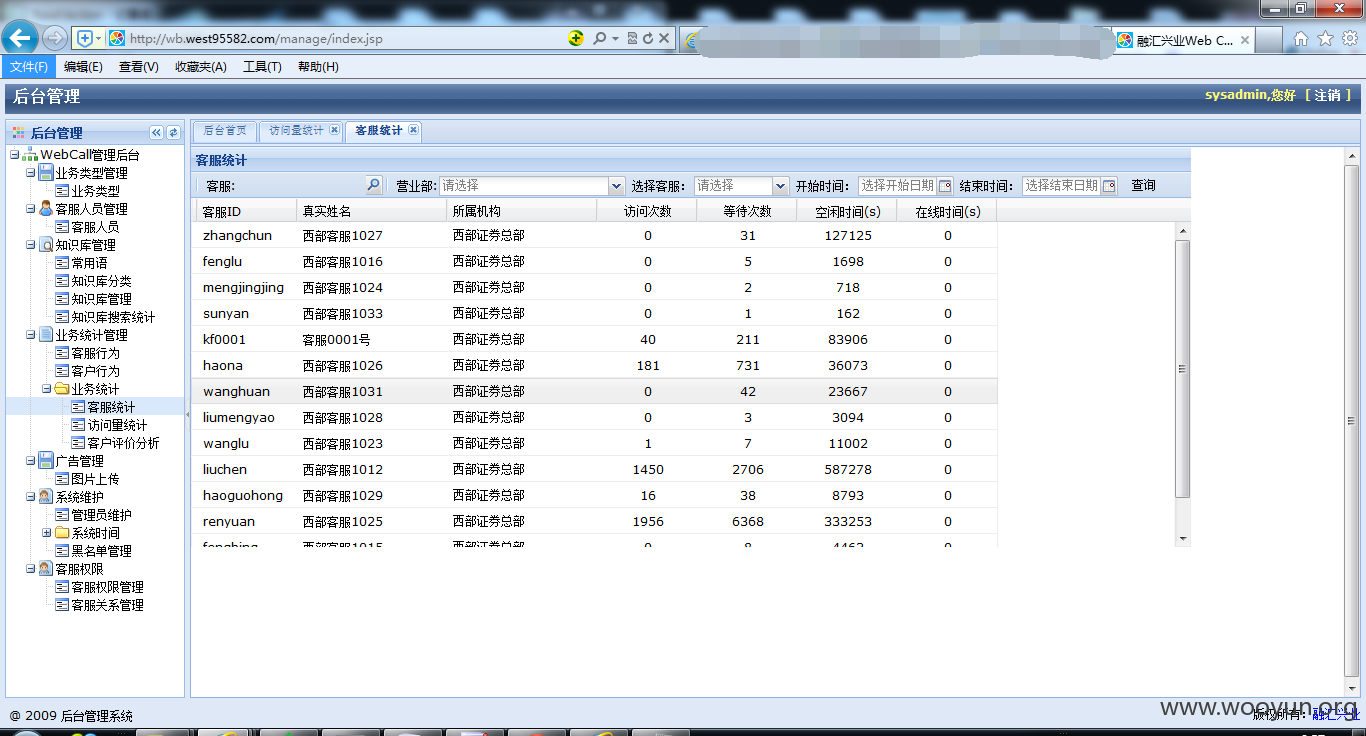 http://wb.west95582.com/manage/index.jsp
融汇兴业Web C...
文件(F) 编辑(E) 查看(V) 收藏夹(A) 工具(T) 帮助(H)
后台管理
sysadmin,您好 [ 注销 ]
后台管理
WebCall管理后台
业务类型管理
业务类型
客服人员管理
客服人员
知识库管理
常用语
知识库分类
知识库管理
知识库搜索统计
业务统计管理
客服行为
客户行为
业务统计
客服统计
访问量统计
客户评价分析
广告管理
图片上传
系统维护
管理员维护
系统时间
黑名单管理
客服权限
客服权限管理
客服关系管理
后台首页 访问量统计 客服统计
客服统计
客服: 营业部: 请选择 选择客服: 请选择 开始时间: 选择开始日期 结束时间: 选择结束日期 查询
客服ID 真实姓名 所属机构 访问次数 等待次数 空闲时间(s) 在线时间(s)
zhangchun 西部客服1027 西部证券总部 0 31 127125 0
fenglu 西部客服1016 西部证券总部 0 5 1698 0
mengjingjing 西部客服1024 西部证券总部 0 2 718 0
sunyan 西部客服1033 西部证券总部 0 1 162 0
kf0001 客服0001号 西部证券总部 40 211 83906 0
haona 西部客服1026 西部证券总部 181 731 36073 0
wanghuan 西部客服1031 西部证券总部 0 42 23667 0
liumengyao 西部客服1028 西部证券总部 0 3 3094 0
wanglu 西部客服1023 西部证券总部 1 7 11002 0
liuchen 西部客服1012 西部证券总部 1450 2706 587278 0
haoguohong 西部客服1029 西部证券总部 16 38 8793 0
renyuan 西部客服1025 西部证券总部 1956 6368 333253 0
西部证券总部
@ 2009 后台管理系统
版权所有: 融汇兴业
www.wooyun.org